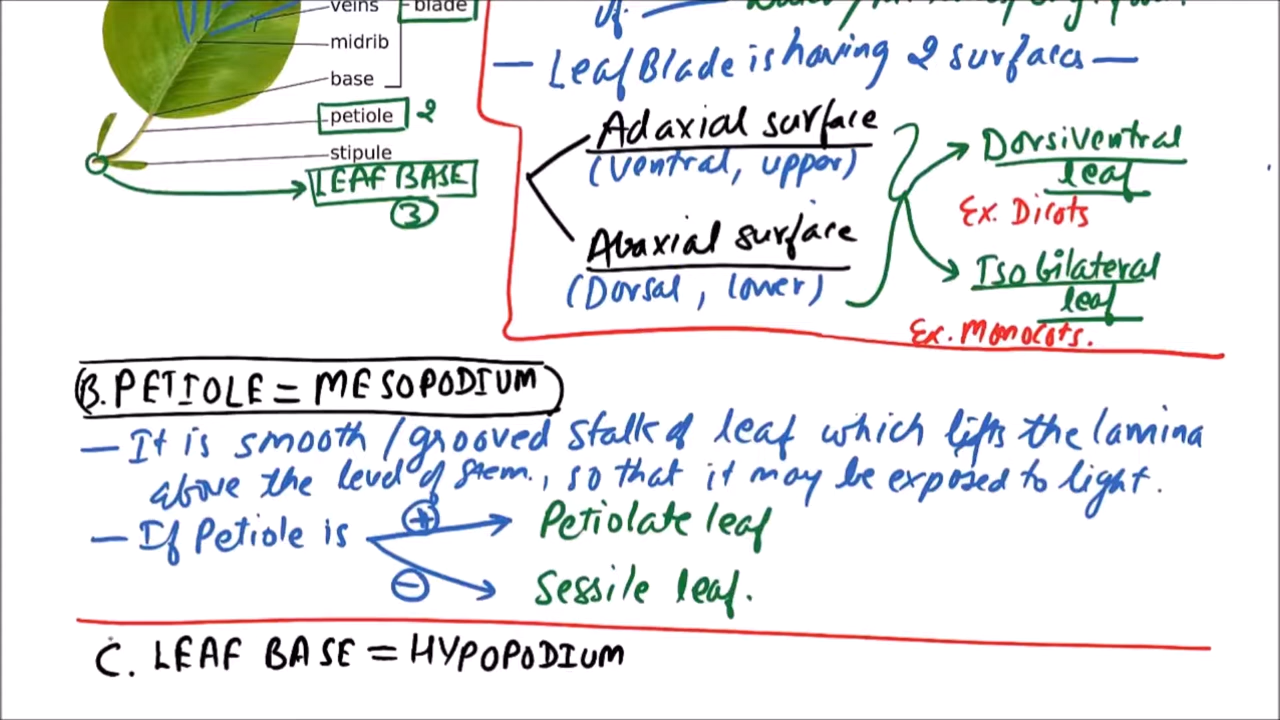 veins
blade
midrib
base
petiole 2
stipule
LEAF BASE
3
of
— Leaf Blade is having 2 surfaces —
Adaxial surface
(Ventral, upper)
Abaxial surface
(Dorsal, lower)
Dorsiventral
leaf
Ex. Dicots
Isobilateral
leaf
Ex. Monocots.
B. PETIOLE = MESOPODIUM
— It is smooth/grooved stalk of leaf which lifts the lamina
above the level of stem, so that it may be exposed to light.
— If Petiole is
+ Petiolate leaf
− Sessile leaf.
C. LEAF BASE = HYPOPODIUM